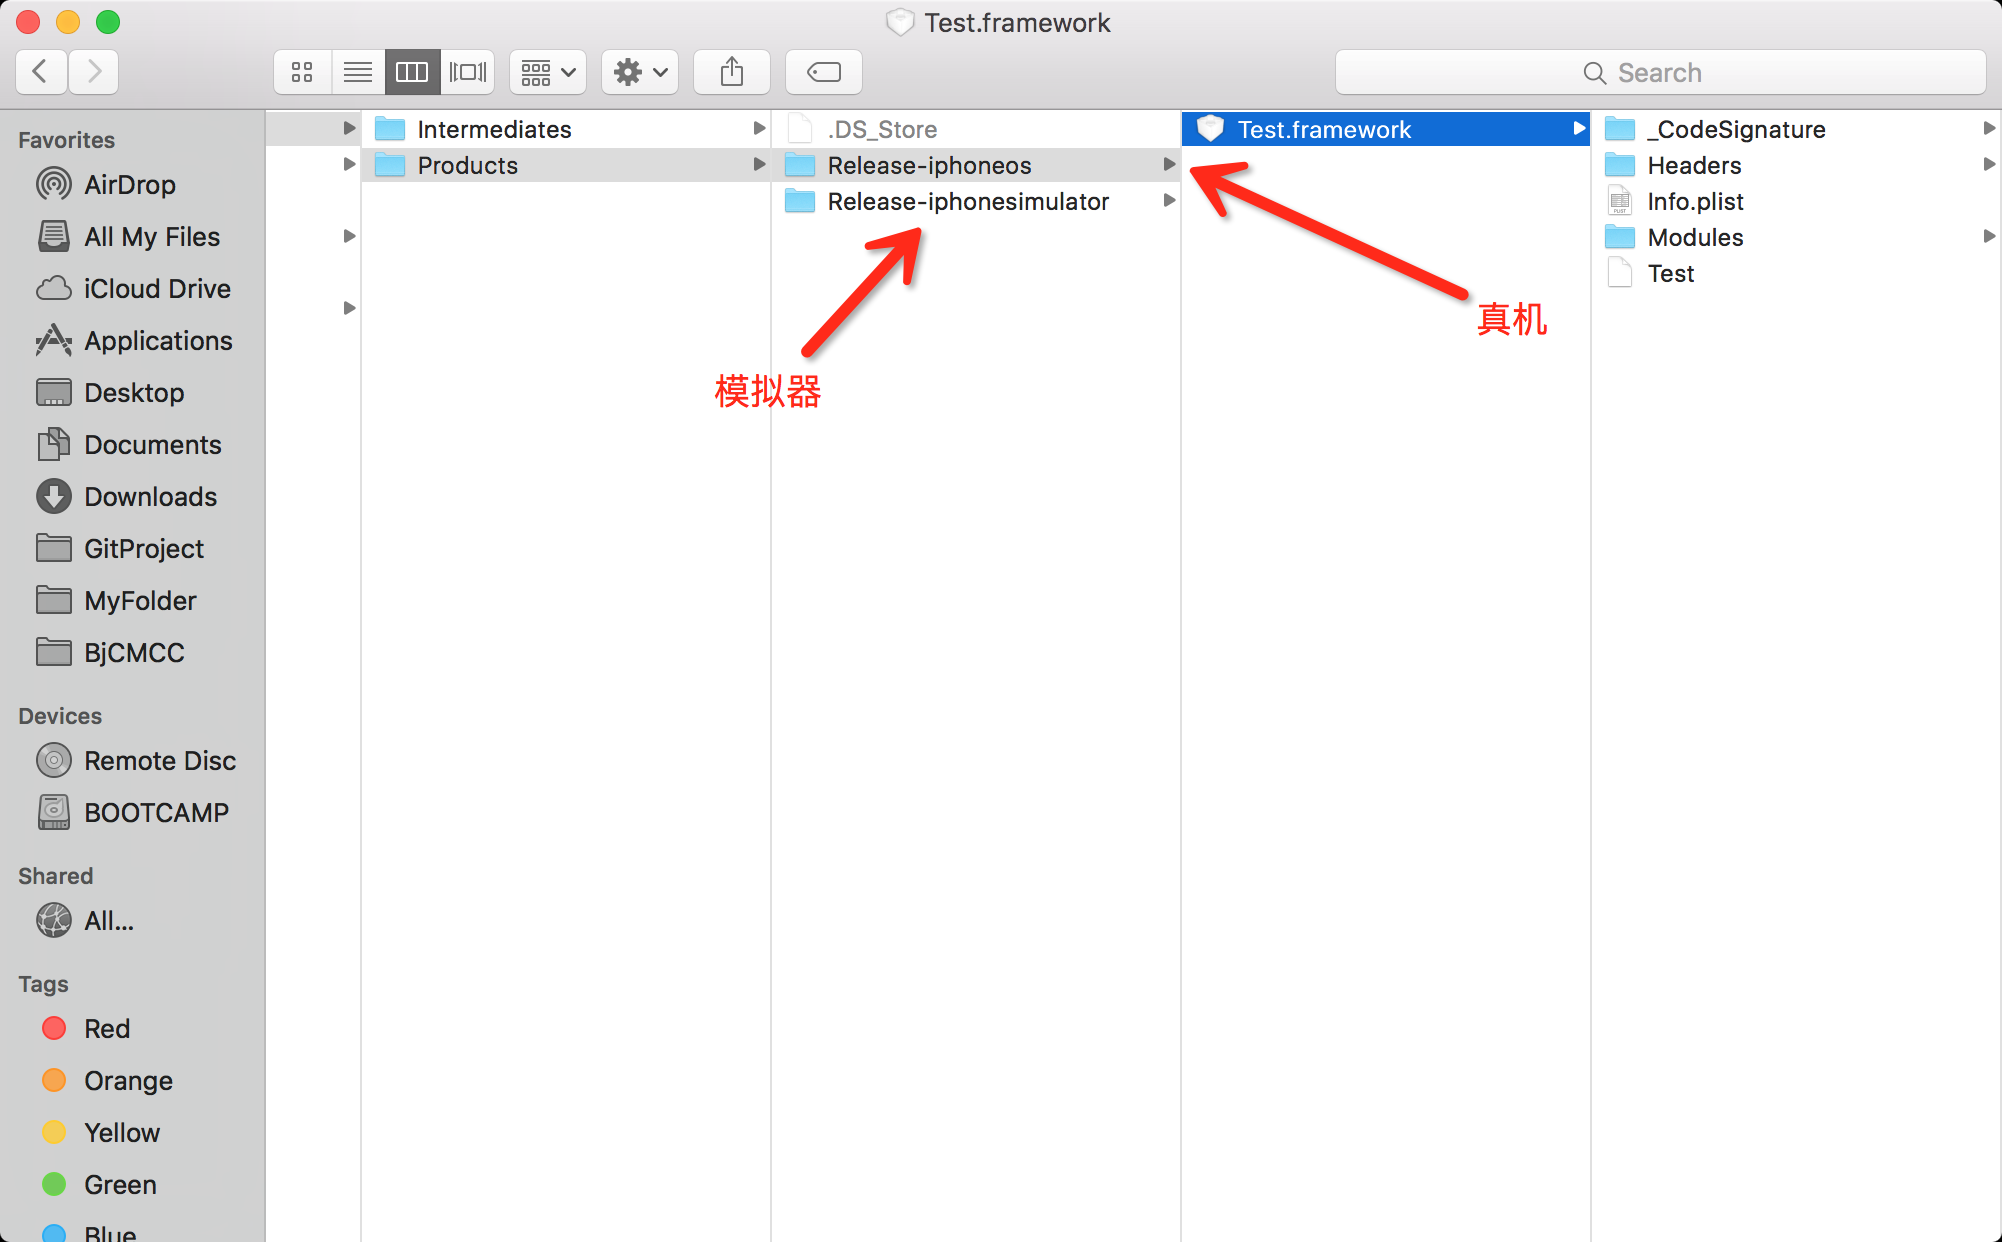 Test.framework
Search
Favorites
AirDrop
All My Files
iCloud Drive
Applications
Desktop
Documents
Downloads
GitProject
MyFolder
BjCMCC
Devices
Remote Disc
BOOTCAMP
Shared
All...
Tags
Red
Orange
Yellow
Green
Blue
Intermediates
Products
.DS_Store
Release-iphoneos
Release-iphonesimulator
模拟器
Test.framework
真机
_CodeSignature
Headers
Info.plist
Modules
Test